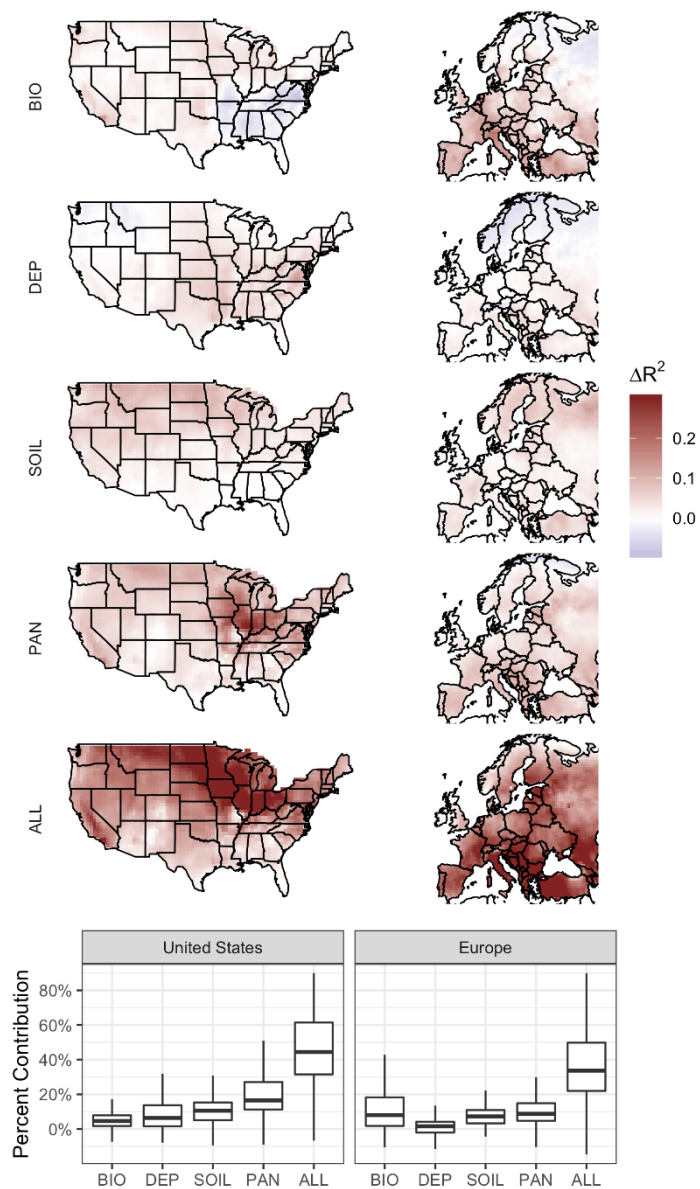 BIO
DEP
SOIL
PAN
ALL
ΔR²
0.2
0.1
0.0
United States
Europe
Percent Contribution
80%
60%
40%
20%
0%
BIO DEP SOIL PAN ALL BIO DEP SOIL PAN ALL